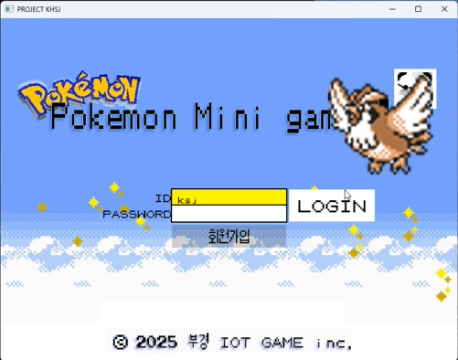 PROJECT KHSJ
POKéMON
Pokemon Mini gam
ID ksj
PASSWORD
LOGIN
회원가입
© 2025 부경 IOT GAME inc.